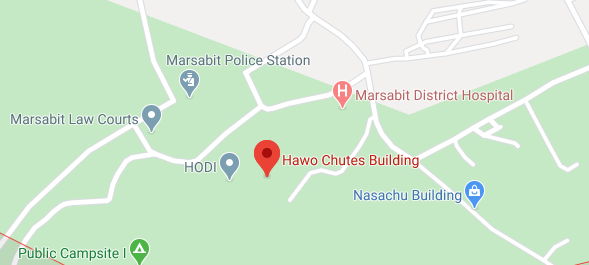 Marsabit Police Station
H
Marsabit District Hospital
Marsabit Law Courts
Hawo Chutes Building
HODI
Nasachu Building
Public Campsite I